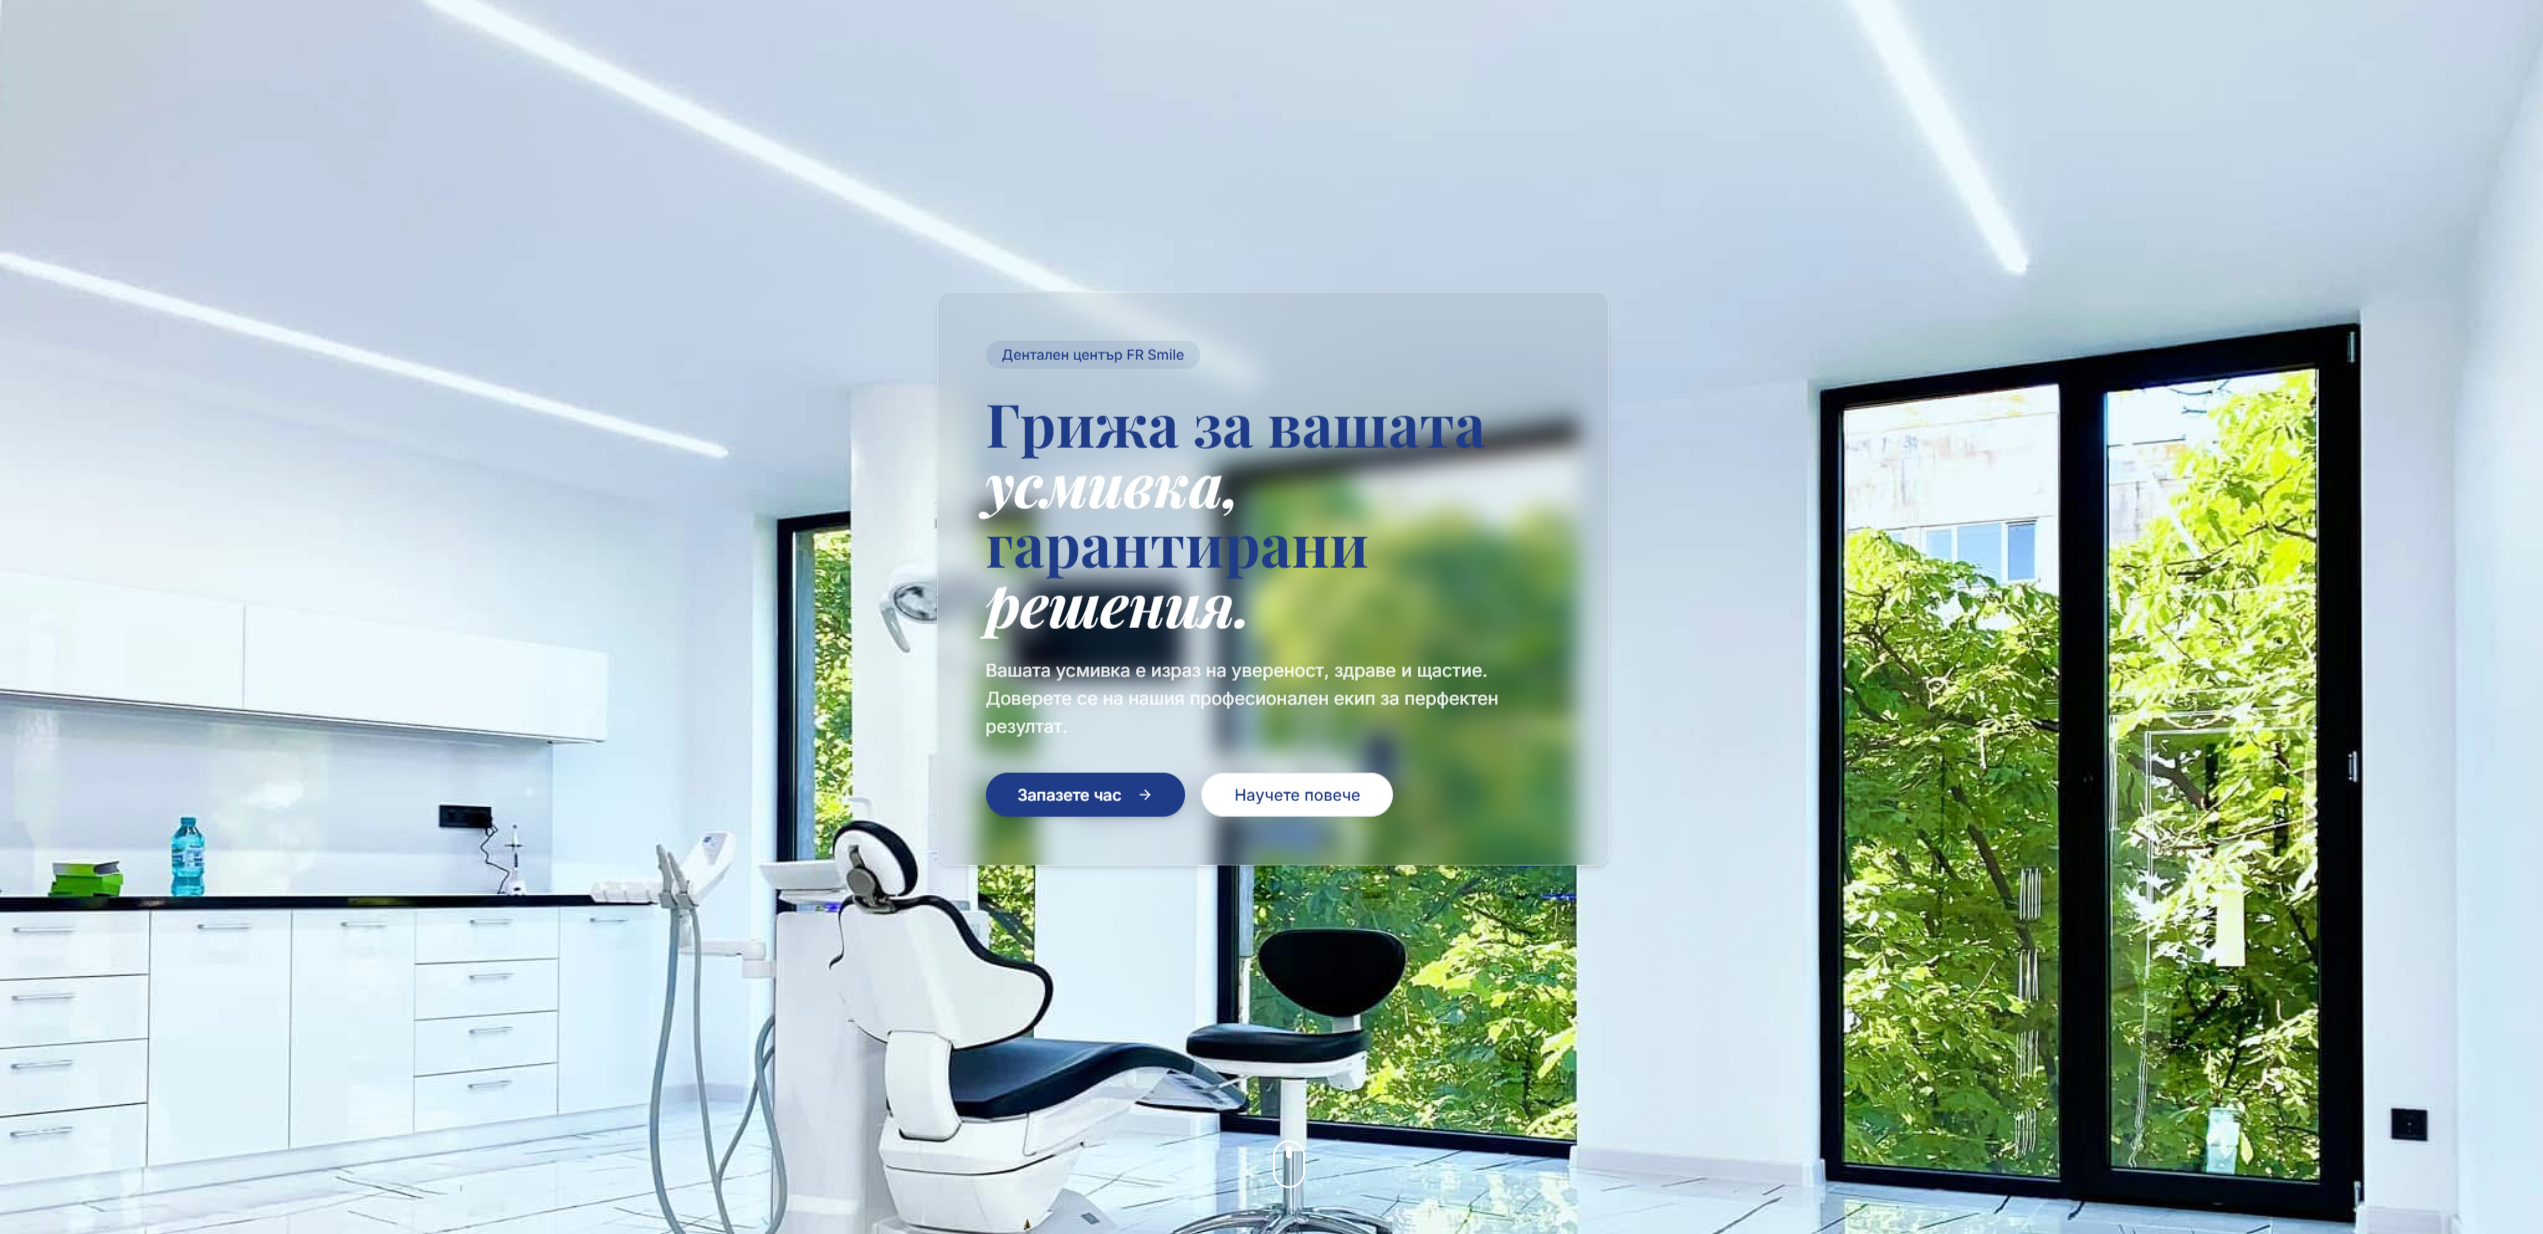 Дентален център FR Smile
Грижа за вашата
усмивка,
гарантирани
решения.
Вашата усмивка е израз на увереност, здраве и щастие.
Доверете се на нашия професионален екип за перфектен
резултат.
Запазете час → Научете повече